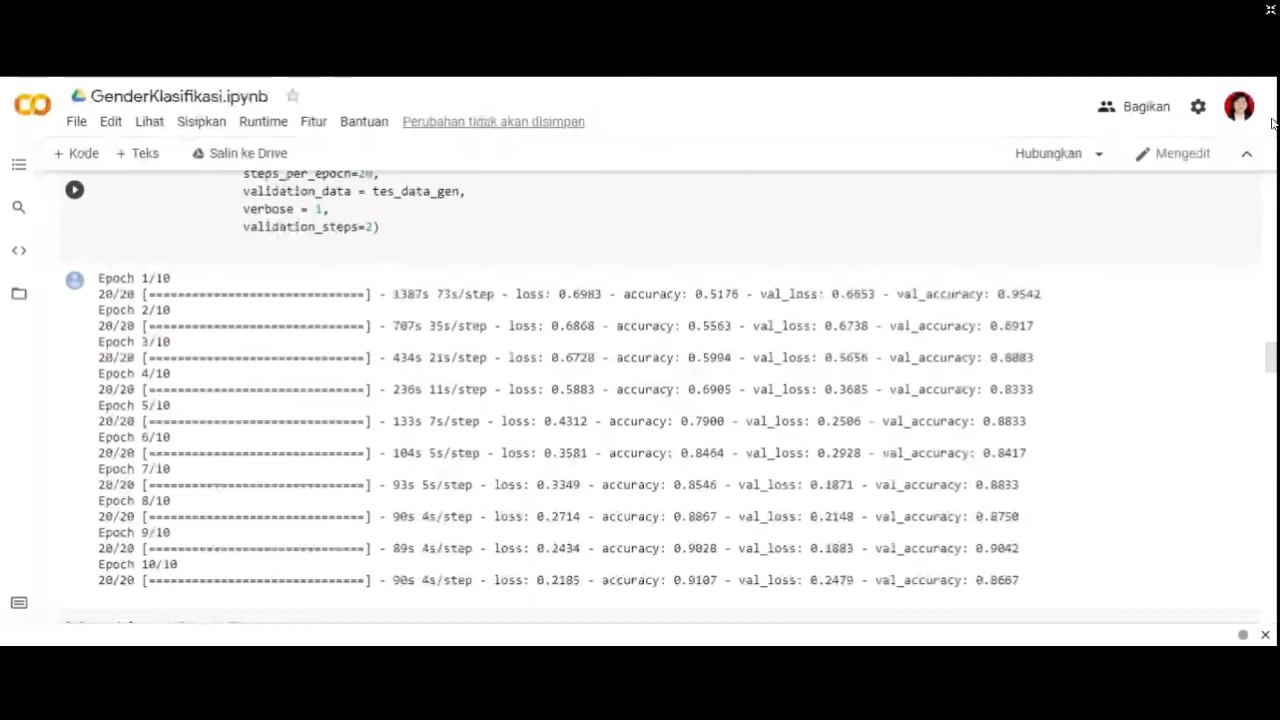 GenderKlasifikasi.ipynb
File Edit Lihat Sisipkan Runtime Fitur Bantuan Perubahan tidak akan disimpan
Bagikan
+ Kode + Teks Salin ke Drive
Hubungkan Mengedit
steps_per_epoch=20,
validation_data = tes_data_gen,
verbose = 1,
validation_steps=2)
Epoch 1/10
20/20 [==============================] - 1387s 73s/step - loss: 0.6983 - accuracy: 0.5176 - val_loss: 0.6653 - val_accuracy: 0.9542
Epoch 2/10
20/20 [==============================] - 707s 35s/step - loss: 0.6868 - accuracy: 0.5563 - val_loss: 0.6738 - val_accuracy: 0.6917
Epoch 3/10
20/20 [==============================] - 434s 21s/step - loss: 0.6728 - accuracy: 0.5994 - val_loss: 0.5656 - val_accuracy: 0.8083
Epoch 4/10
20/20 [==============================] - 236s 11s/step - loss: 0.5883 - accuracy: 0.6905 - val_loss: 0.3685 - val_accuracy: 0.8333
Epoch 5/10
20/20 [==============================] - 133s 7s/step - loss: 0.4312 - accuracy: 0.7900 - val_loss: 0.2506 - val_accuracy: 0.8833
Epoch 6/10
20/20 [==============================] - 104s 5s/step - loss: 0.3581 - accuracy: 0.8464 - val_loss: 0.2928 - val_accuracy: 0.8417
Epoch 7/10
20/20 [==============================] - 93s 5s/step - loss: 0.3349 - accuracy: 0.8546 - val_loss: 0.1871 - val_accuracy: 0.8833
Epoch 8/10
20/20 [==============================] - 90s 4s/step - loss: 0.2714 - accuracy: 0.8867 - val_loss: 0.2148 - val_accuracy: 0.8750
Epoch 9/10
20/20 [==============================] - 89s 4s/step - loss: 0.2434 - accuracy: 0.9028 - val_loss: 0.1883 - val_accuracy: 0.9042
Epoch 10/10
20/20 [==============================] - 90s 4s/step - loss: 0.2185 - accuracy: 0.9107 - val_loss: 0.2479 - val_accuracy: 0.8667